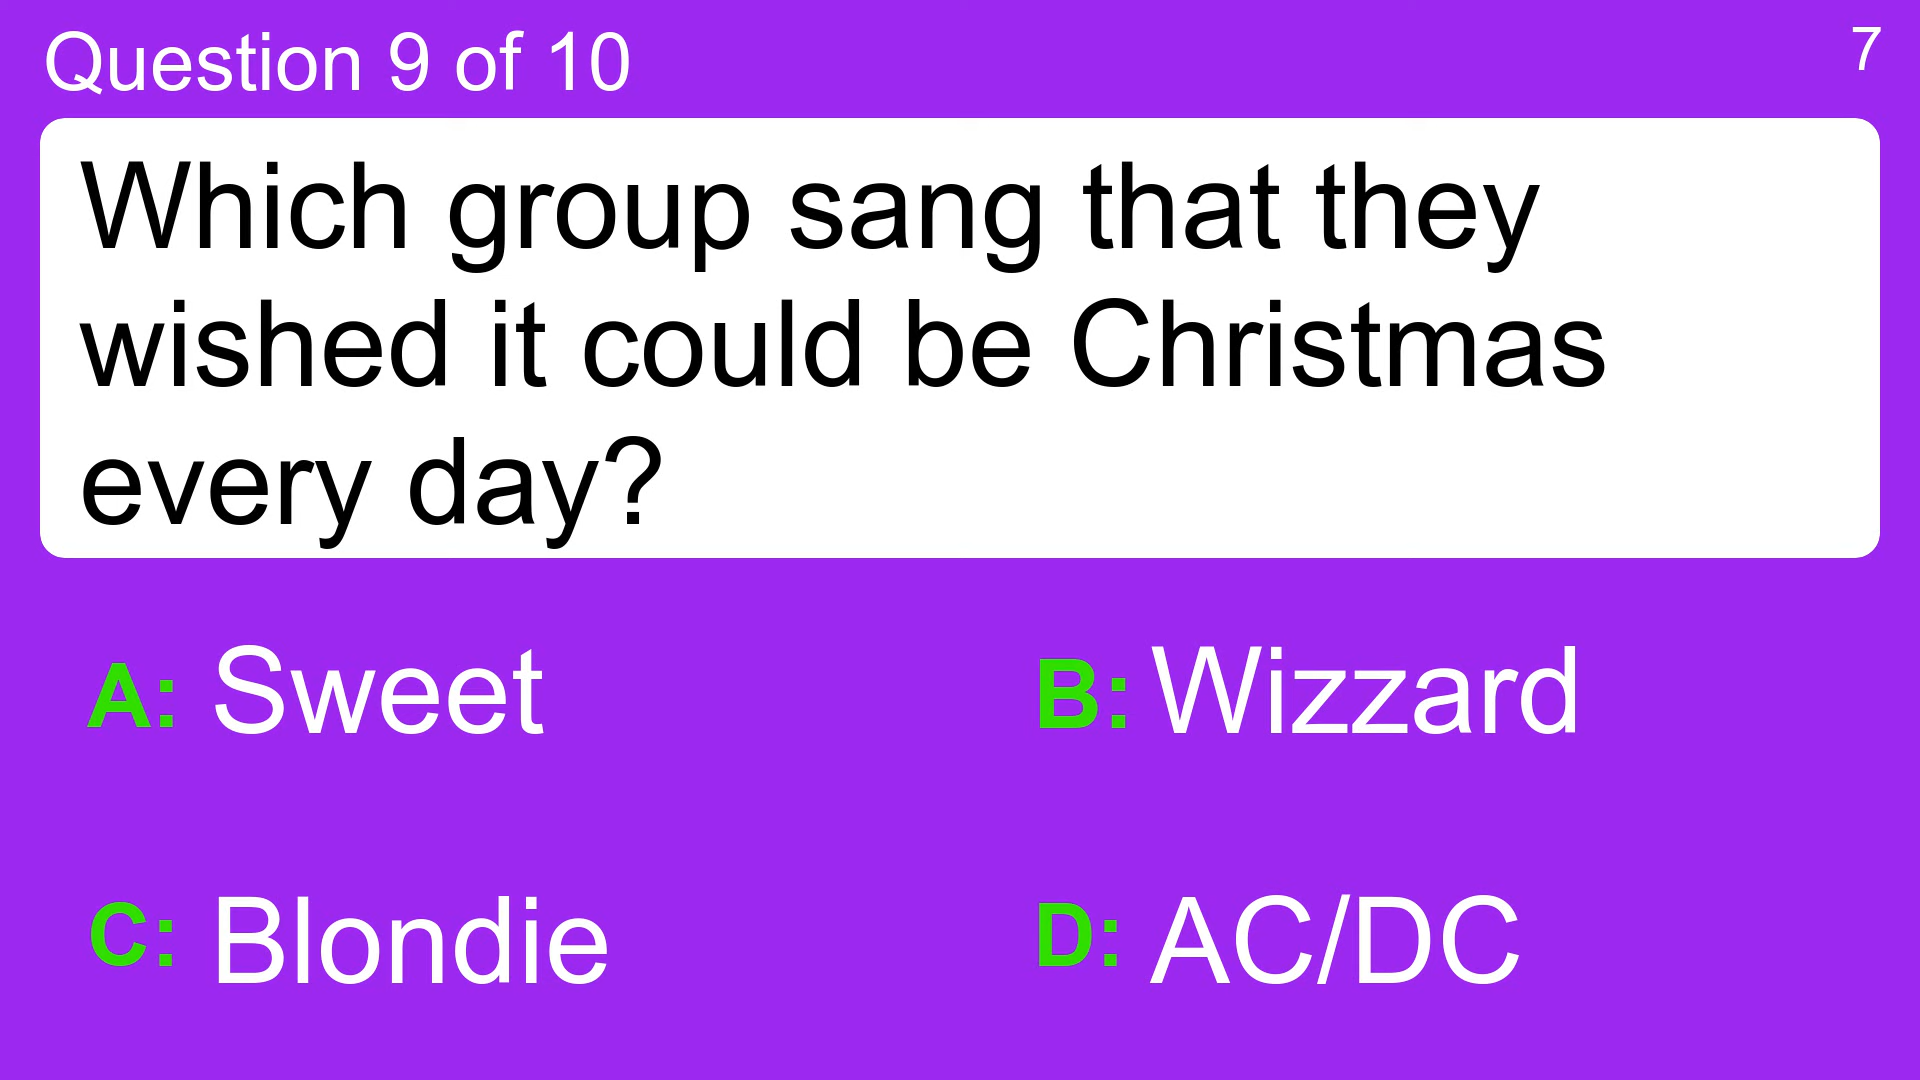 Question 9 of 10
7
Which group sang that they
wished it could be Christmas
every day?
A: Sweet
B: Wizzard
C: Blondie
D: AC/DC